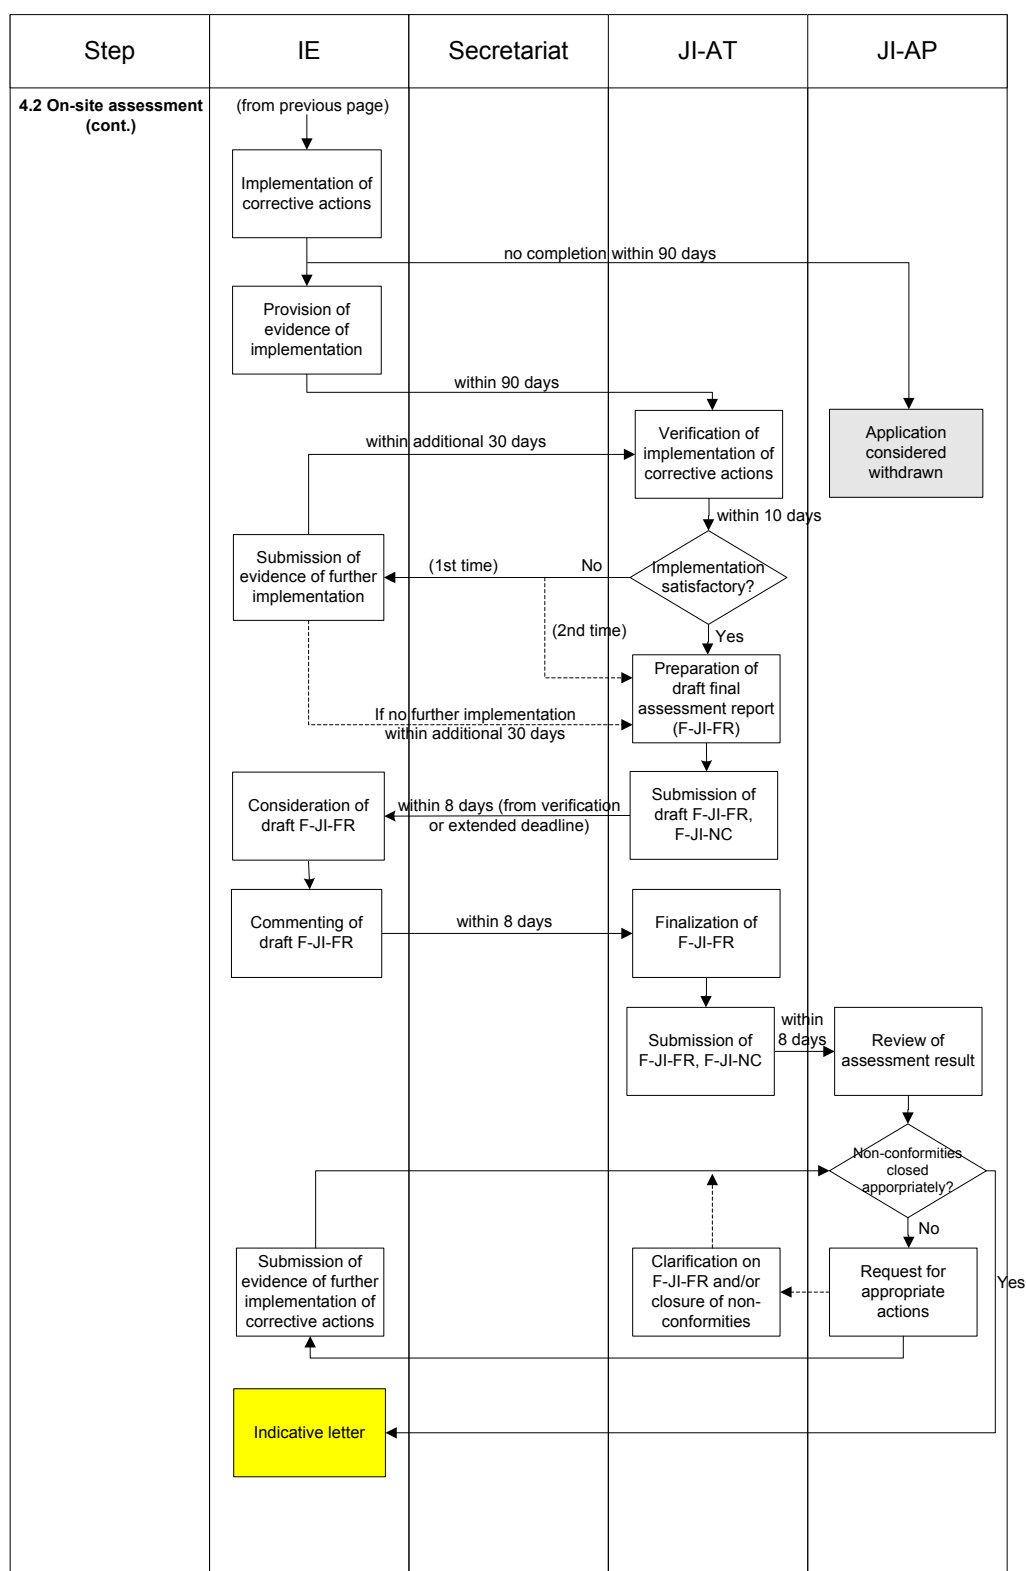 Step
IE
Secretariat
JI-AT
JI-AP
4.2 On-site assessment
(cont.)
(from previous page)
Implementation of
corrective actions
no completion within 90 days
Provision of
evidence of
implementation
within 90 days
Verification of
implementation of
corrective actions
Application
considered
withdrawn
within additional 30 days
within 10 days
Submission of
evidence of further
implementation
(1st time)
No
Implementation
satisfactory?
(2nd time)
Yes
Preparation of
draft final
assessment report
(F-JI-FR)
If no further implementation
within additional 30 days
Consideration of
draft F-JI-FR
within 8 days (from verification
or extended deadline)
Submission of
draft F-JI-FR,
F-JI-NC
Commenting of
draft F-JI-FR
within 8 days
Finalization of
F-JI-FR
Submission of
F-JI-FR, F-JI-NC
within
8 days
Review of
assessment result
Non-conformities
closed
apporpriately?
No
Yes
Submission of
evidence of further
implementation of
corrective actions
Clarification on
F-JI-FR and/or
closure of non-
conformities
Request for
appropriate
actions
Indicative letter